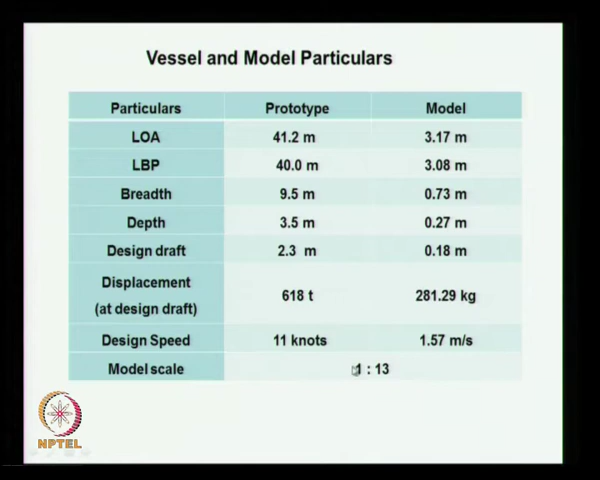 Vessel and Model Particulars
Particulars Prototype Model
LOA 41.2 m 3.17 m
LBP 40.0 m 3.08 m
Breadth 9.5 m 0.73 m
Depth 3.5 m 0.27 m
Design draft 2.3 m 0.18 m
Displacement
(at design draft) 618 t 281.29 kg
Design Speed 11 knots 1.57 m/s
Model scale 1 : 13
NPTEL